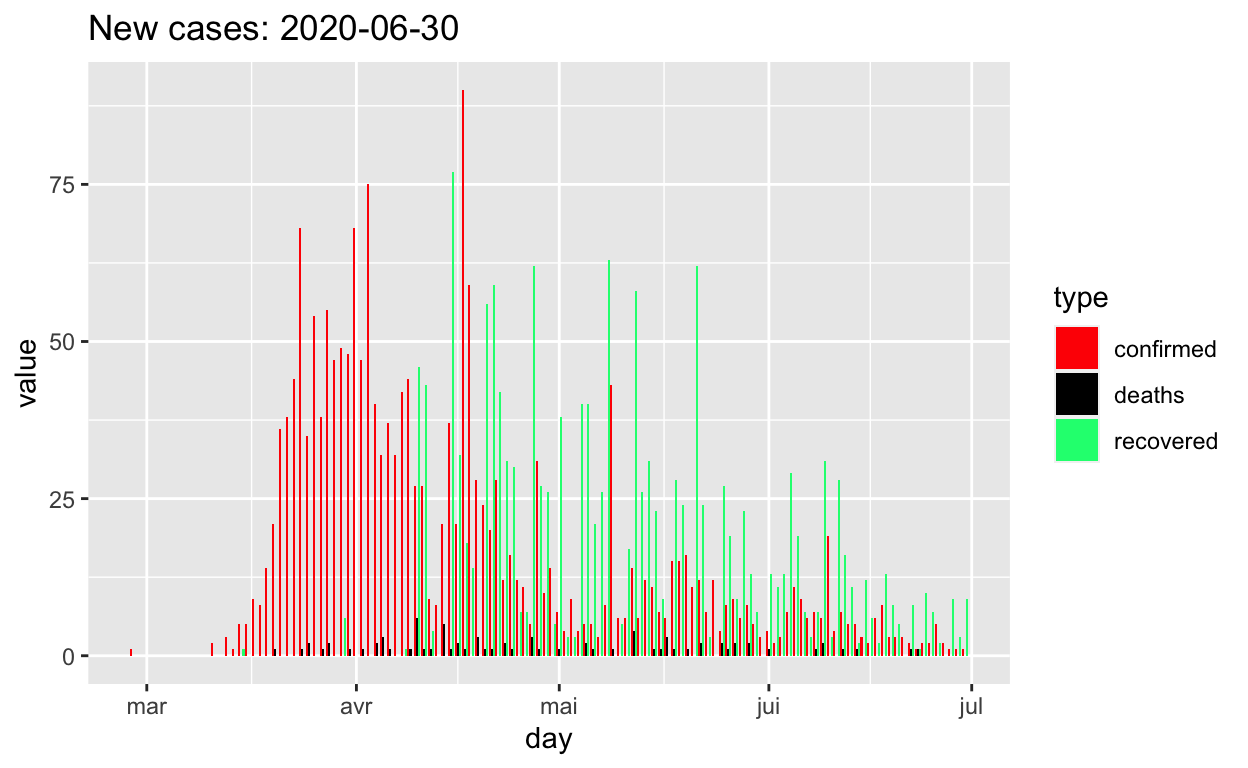 New cases: 2020-06-30
value
75
50
25
0
mar
avr
mai
jui
jul
day
type
confirmed
deaths
recovered